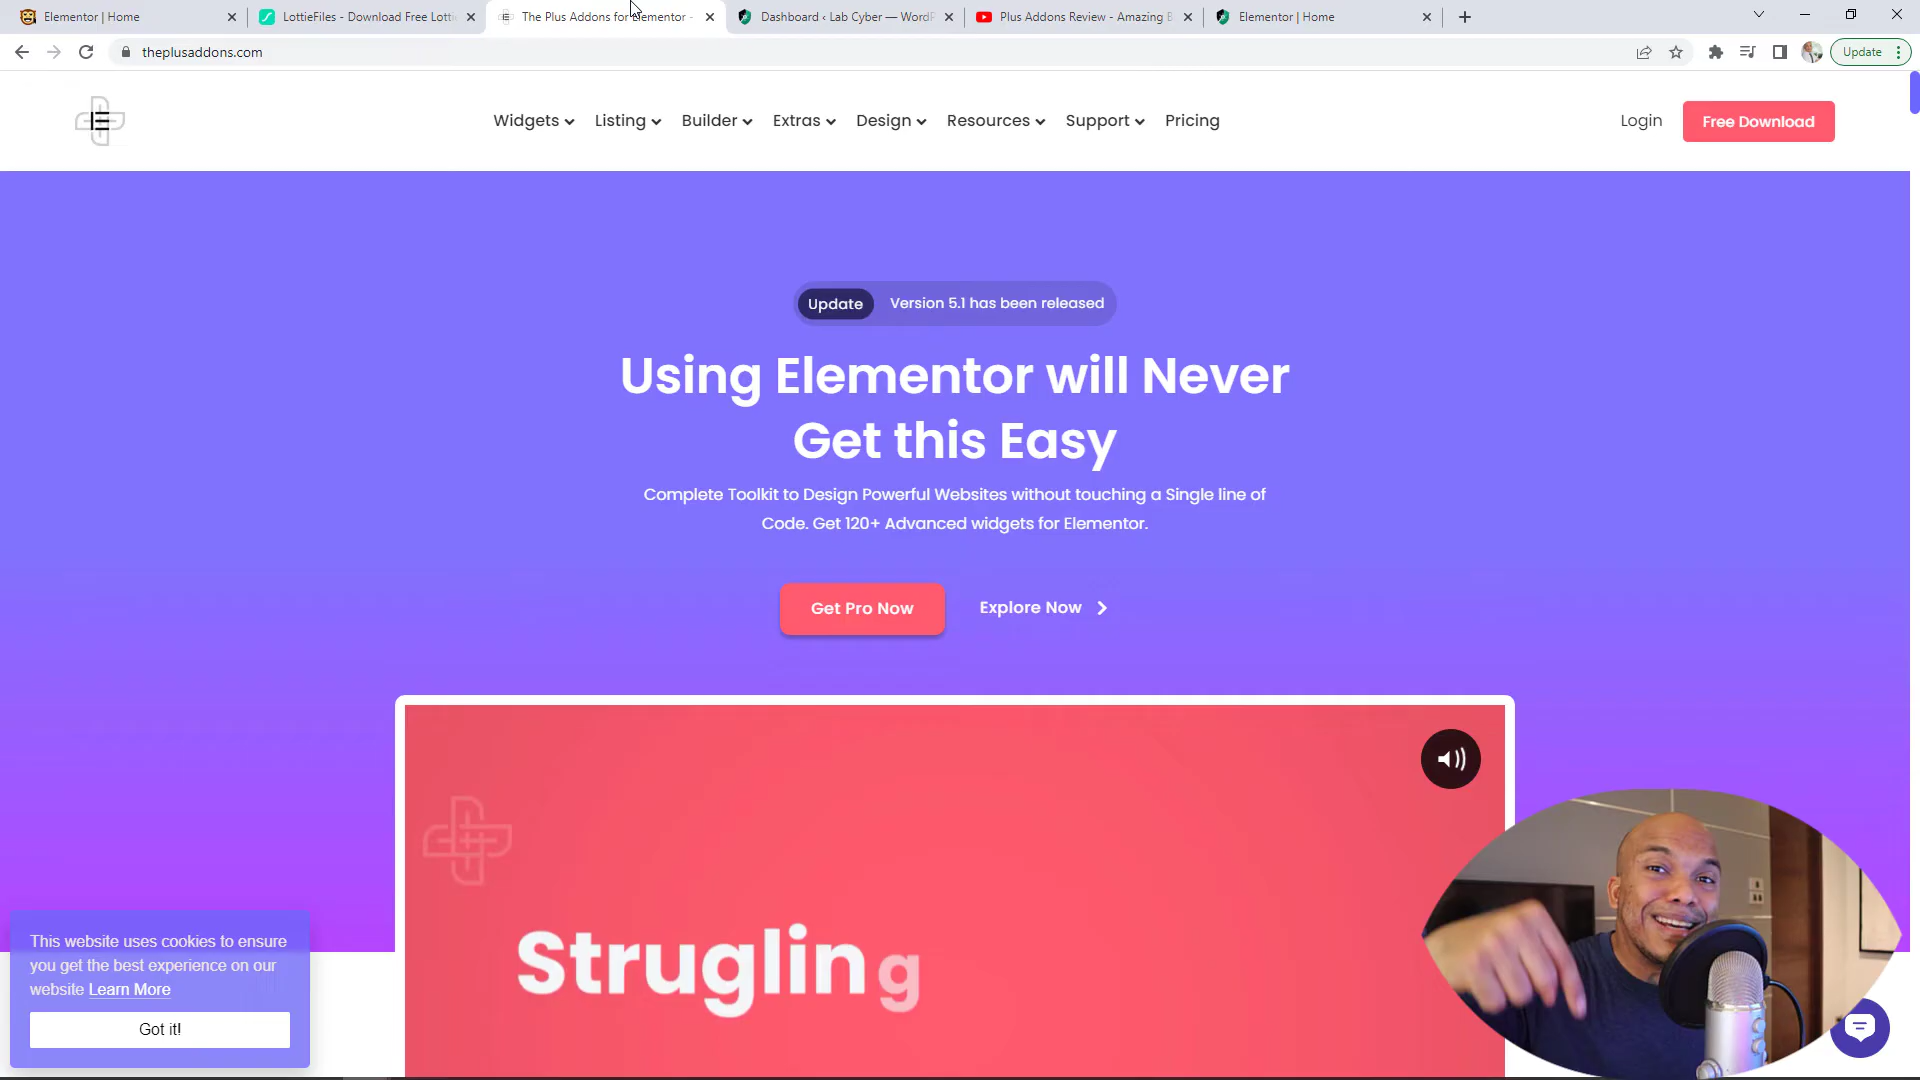 Elementor | Home
LottieFiles - Download Free Lotti
The Plus Addons for Elementor -
Dashboard ‹ Lab Cyber — WordP
Plus Addons Review - Amazing B
Elementor | Home
theplusaddons.com
Update
Widgets
Listing
Builder
Extras
Design
Resources
Support
Pricing
Login
Free Download
Update
Version 5.1 has been released
Using Elementor will Never
Get this Easy
Complete Toolkit to Design Powerful Websites without touching a Single line of
Code. Get 120+ Advanced widgets for Elementor.
Get Pro Now
Explore Now
Strugling
This website uses cookies to ensure
you get the best experience on our
website Learn More
Got it!